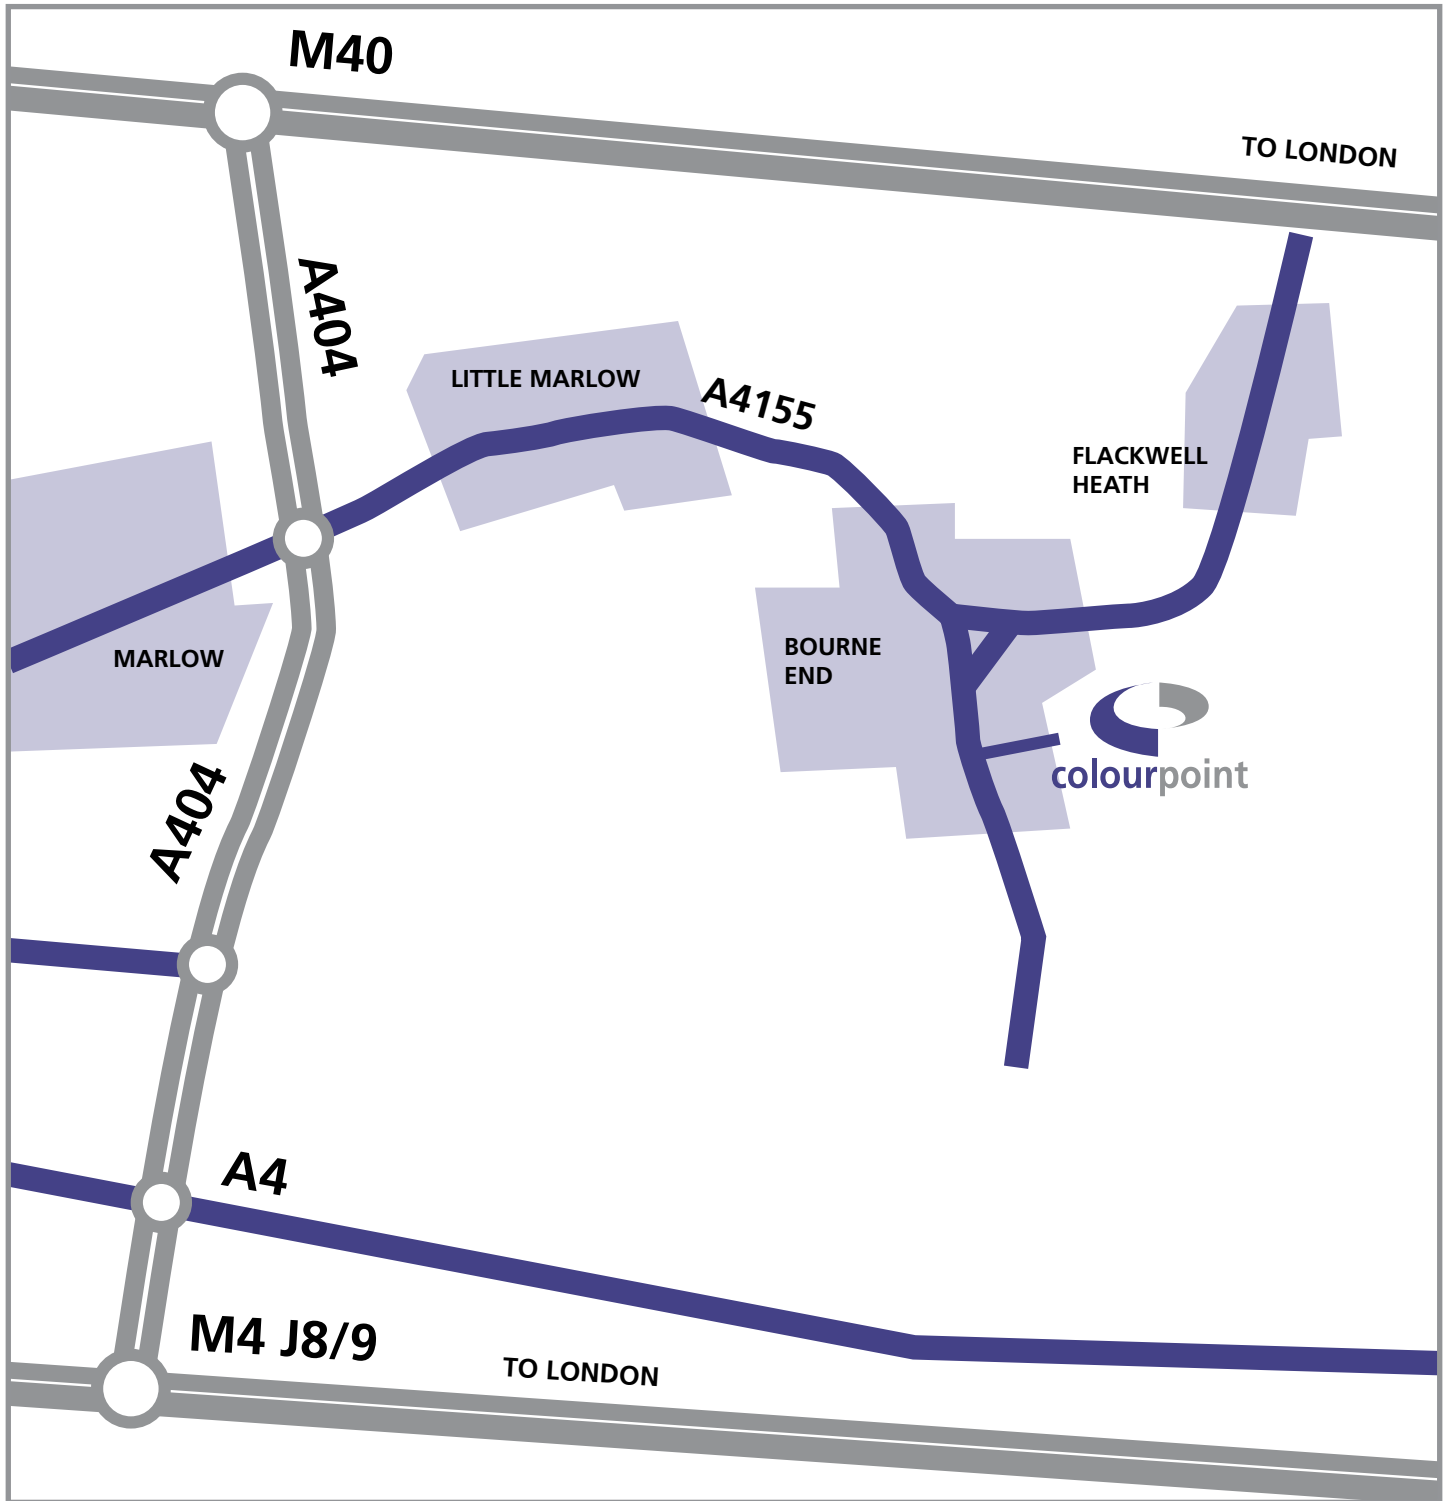 M40
TO LONDON
A404
LITTLE MARLOW
A4155
FLACKWELL
HEATH
MARLOW
BOURNE
END
colourpoint
A404
A4
M4 J8/9
TO LONDON